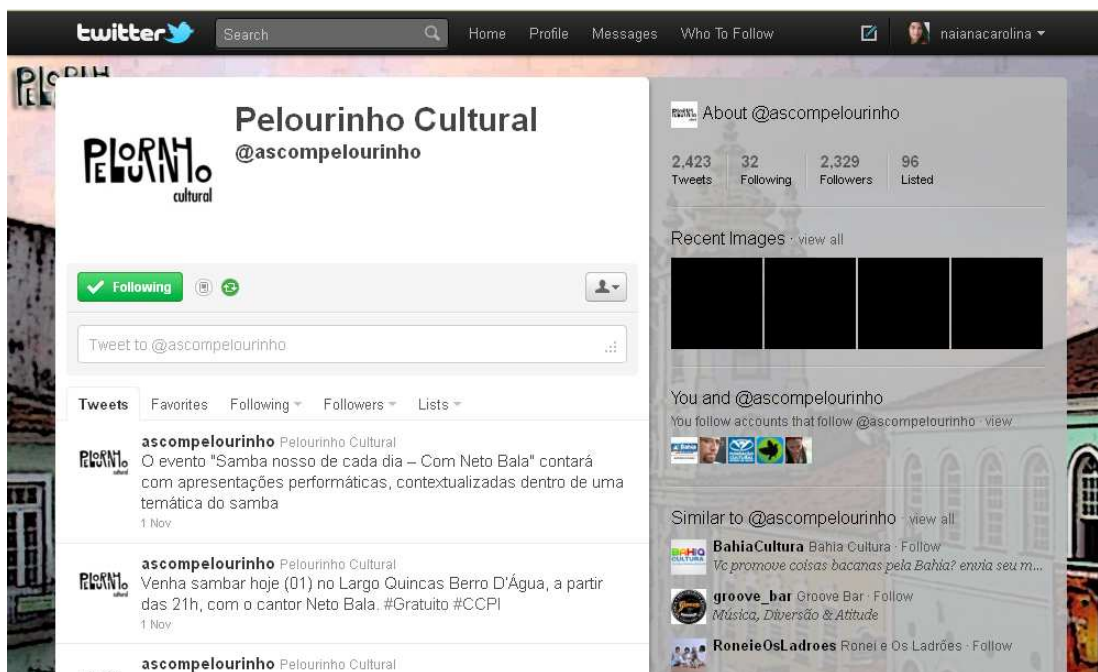 twitter
Search
Home Profile Messages Who To Follow
naianacarolina
PELOURINHO
cultural
Pelourinho Cultural
@ascompelourinho
Following
Tweet to @ascompelourinho
Tweets Favorites Following Followers Lists
ascompelourinho Pelourinho Cultural
O evento "Samba nosso de cada dia – Com Neto Bala" contará
com apresentações performáticas, contextualizadas dentro de uma
temática do samba
1 Nov
ascompelourinho Pelourinho Cultural
Venha sambar hoje (01) no Largo Quincas Berro D'Água, a partir
das 21h, com o cantor Neto Bala. #Gratuito #CCPI
1 Nov
ascompelourinho Pelourinho Cultural
About @ascompelourinho
2,423 32 2,329 96
Tweets Following Followers Listed
Recent Images · view all
You and @ascompelourinho
You follow accounts that follow @ascompelourinho · view
Similar to @ascompelourinho · view all
BahiaCultura Bahia Cultura · Follow
Vc promove coisas bacanas pela Bahia? envia seu m...
groove_bar Groove Bar · Follow
Música, Diversão & Atitude
RoneieOsLadroes Ronei e Os Ladrões · Follow